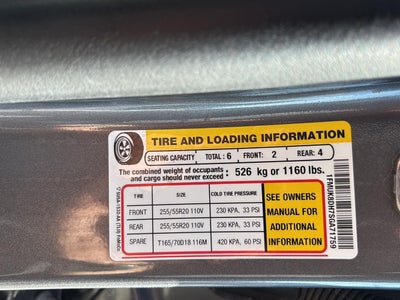 TIRE AND LOADING INFORMATION
SEATING CAPACITY TOTAL: 6 FRONT: 2 REAR: 4
The combined weight of occupants
and cargo should never exceed: 526 kg or 1160 lbs.
TIRE SIZE COLD TIRE PRESSURE
FRONT 255/55R20 110V 230 KPA, 33 PSI
REAR 255/55R20 110V 230 KPA, 33 PSI
SPARE T165/70D18 116M 420 KPA, 60 PSI
SEE OWNERS
MANUAL FOR
ADDITIONAL
INFORMATION